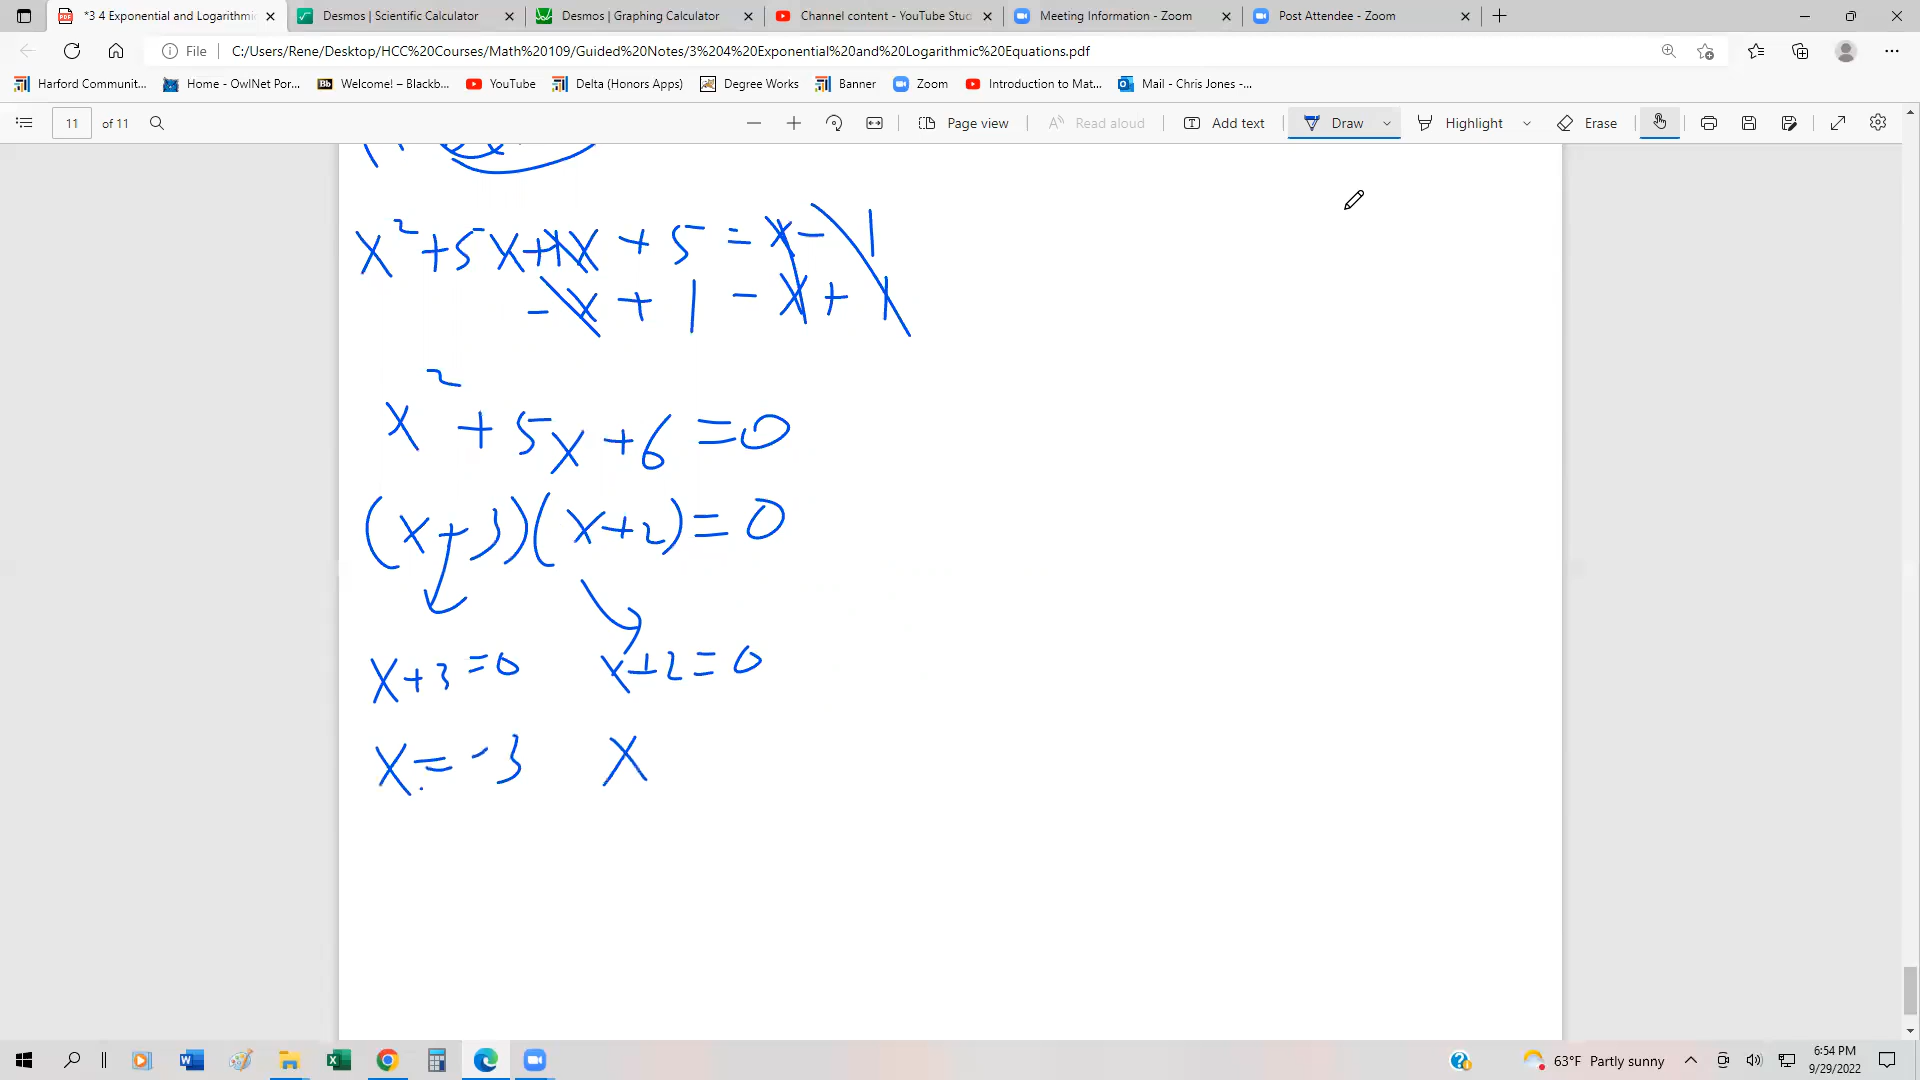 *3 4 Exponential and Logarithmic
Desmos | Scientific Calculator
Desmos | Graphing Calculator
Channel content - YouTube Stud
Meeting Information - Zoom
Post Attendee - Zoom
File
C:/Users/Rene/Desktop/HCC%20Courses/Math%20109/Guided%20Notes/3%204%20Exponential%20and%20Logarithmic%20Equations.pdf
Harford Communit...
Home - OwlNet Por...
Welcome! – Blackb...
YouTube
Delta (Honors Apps)
Degree Works
Banner
Zoom
Introduction to Mat...
Mail - Chris Jones -...
11 of 11
Page view
Read aloud
Add text
Draw
Highlight
Erase
x² + 5x + 1x + 5 = x - 1
- x + 1 - x + 1
x² + 5x + 6 = 0
(x + 3)(x + 2) = 0
x + 3 = 0 x + 2 = 0
x = -3 x
63°F Partly sunny
6:54 PM
9/29/2022